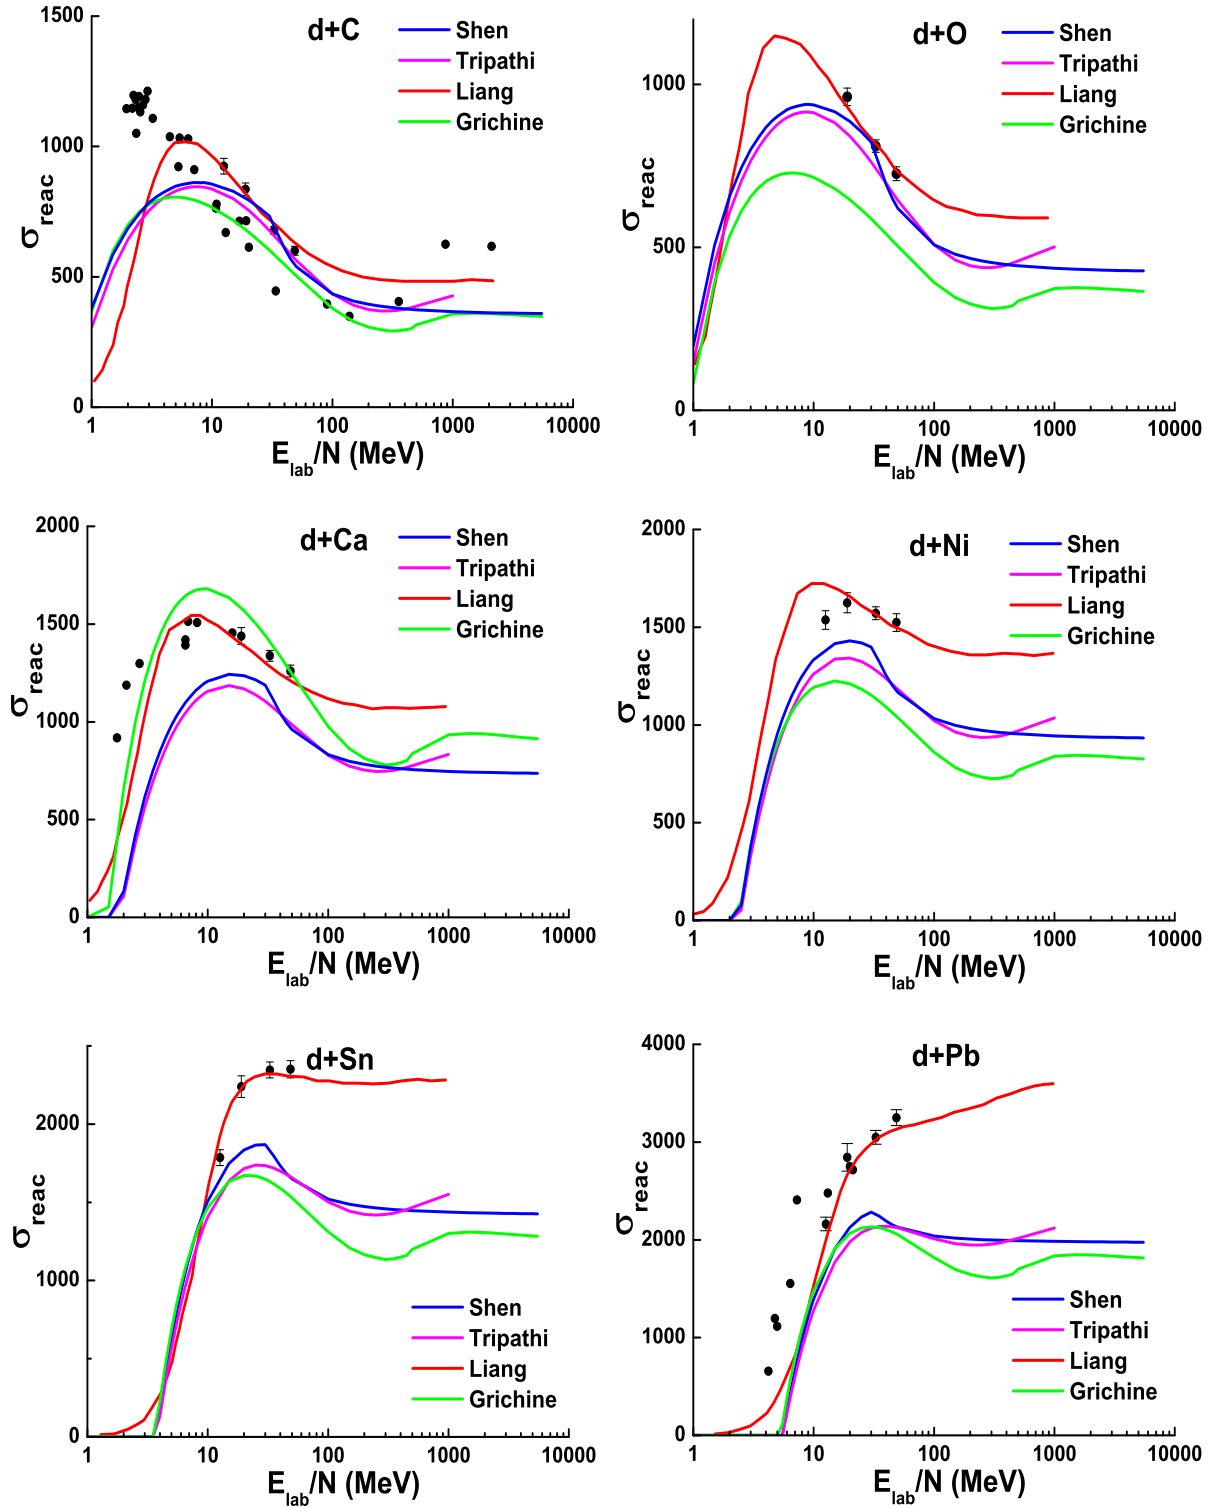 d+C
Shen
Tripathi
Liang
Grichine
1500
1000
500
0
σreac
1 10 100 1000 10000
Elab/N (MeV)
d+O
Shen
Tripathi
Liang
Grichine
1000
500
0
σreac
1 10 100 1000 10000
Elab/N (MeV)
d+Ca
Shen
Tripathi
Liang
Grichine
2000
1500
1000
500
0
σreac
1 10 100 1000 10000
Elab/N (MeV)
d+Ni
Shen
Tripathi
Liang
Grichine
2000
1500
1000
500
0
σreac
1 10 100 1000 10000
Elab/N (MeV)
d+Sn
2000
1000
0
σreac
Shen
Tripathi
Liang
Grichine
1 10 100 1000 10000
Elab/N (MeV)
d+Pb
4000
3000
2000
1000
0
σreac
Shen
Tripathi
Liang
Grichine
1 10 100 1000 10000
Elab/N (MeV)